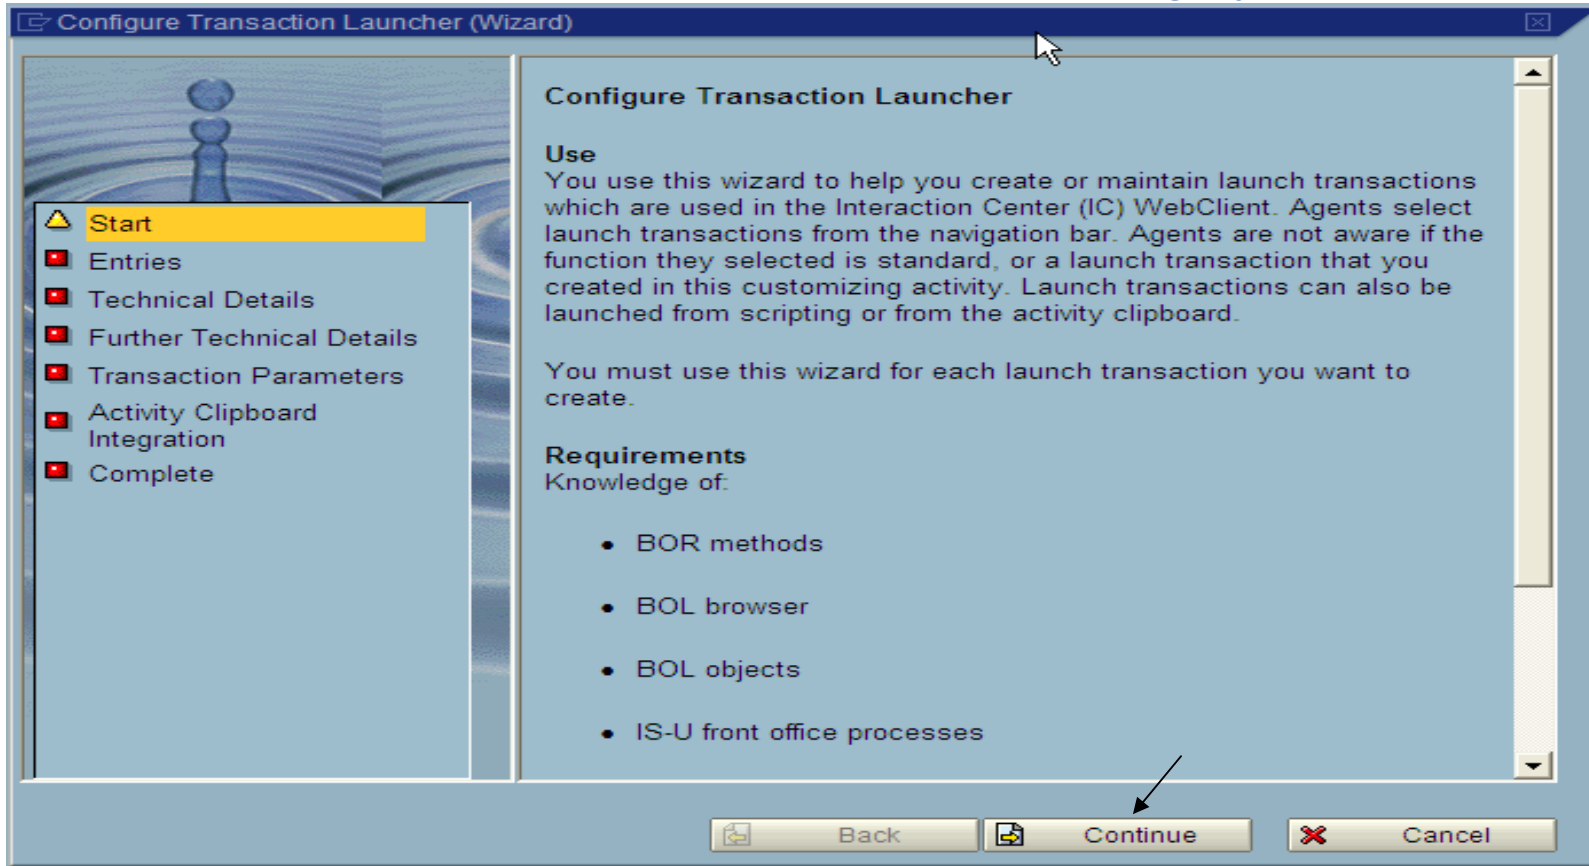 Configure Transaction Launcher (Wizard)
Start
Entries
Technical Details
Further Technical Details
Transaction Parameters
Activity Clipboard
Integration
Complete
Configure Transaction Launcher
Use
You use this wizard to help you create or maintain launch transactions
which are used in the Interaction Center (IC) WebClient. Agents select
launch transactions from the navigation bar. Agents are not aware if the
function they selected is standard, or a launch transaction that you
created in this customizing activity. Launch transactions can also be
launched from scripting or from the activity clipboard.
You must use this wizard for each launch transaction you want to
create.
Requirements
Knowledge of:
• BOR methods
• BOL browser
• BOL objects
• IS-U front office processes
Back
Continue
Cancel